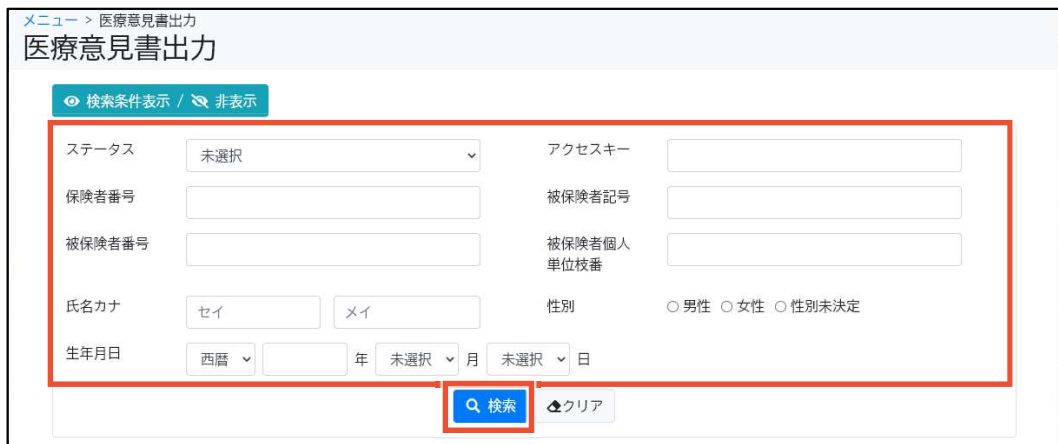 メニュー > 医療意見書出力
医療意見書出力
検索条件表示 / 非表示
ステータス 未選択 アクセスキー
保険者番号 被保険者記号
被保険者番号 被保険者個人
単位枝番
氏名カナ セイ メイ 性別 男性 女性 性別未決定
生年月日 西暦 年 未選択 月 未選択 日
検索 クリア